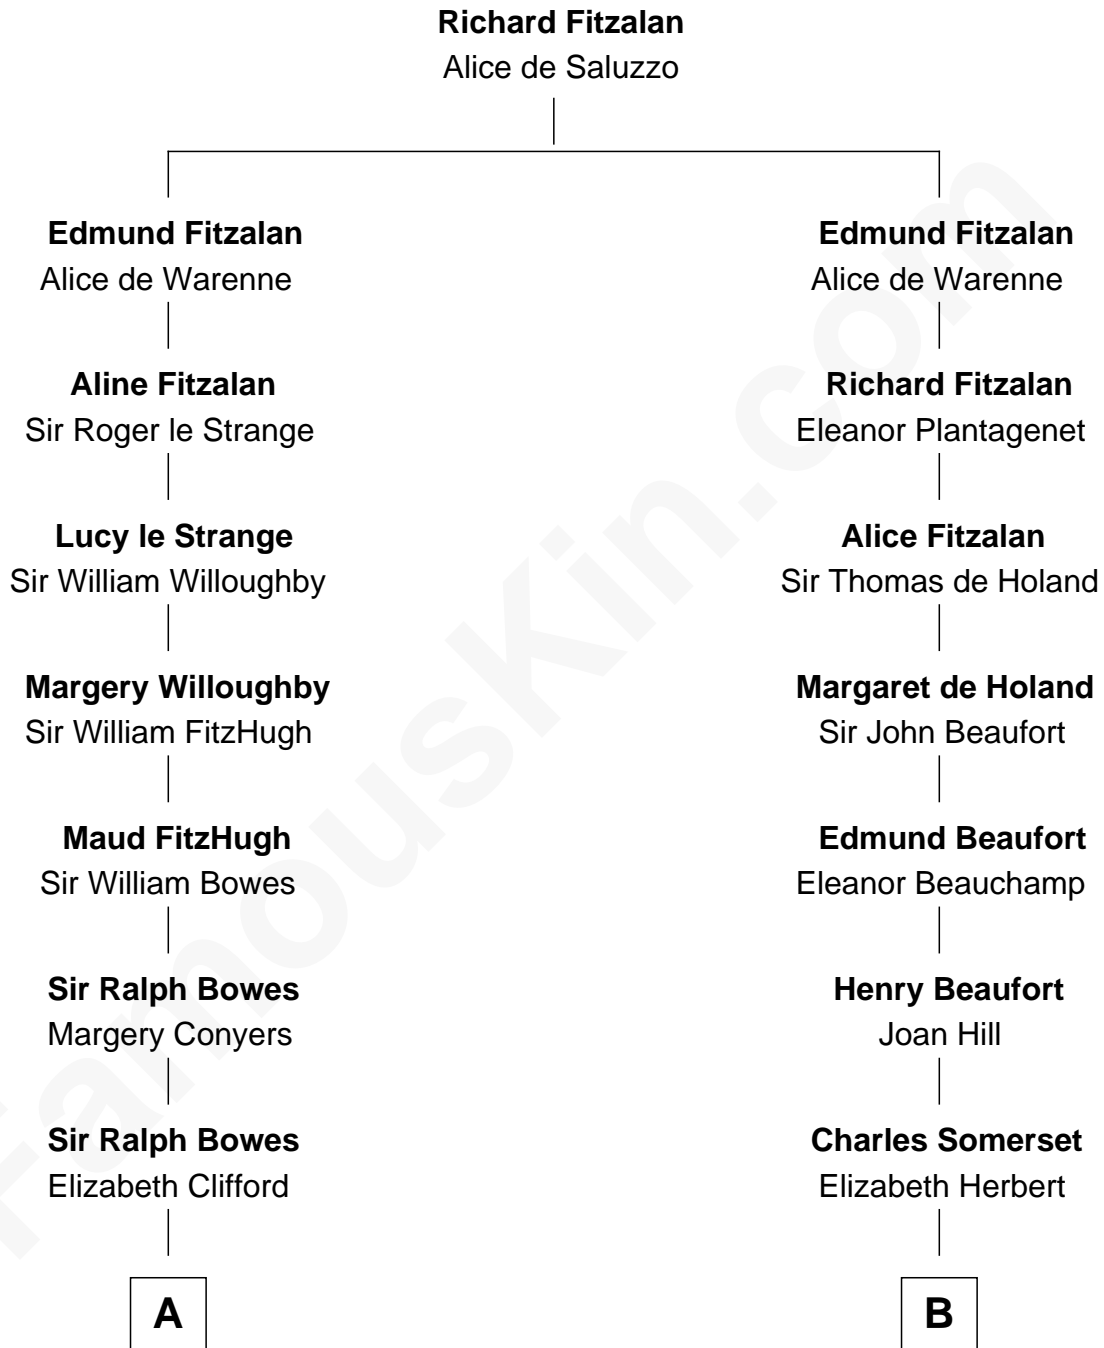 Richard Fitzalan
Alice de Saluzzo
Edmund Fitzalan
Alice de Warenne
Edmund Fitzalan
Alice de Warenne
Aline Fitzalan
Sir Roger le Strange
Richard Fitzalan
Eleanor Plantagenet
Lucy le Strange
Sir William Willoughby
Alice Fitzalan
Sir Thomas de Holand
Margery Willoughby
Sir William FitzHugh
Margaret de Holand
Sir John Beaufort
Maud FitzHugh
Sir William Bowes
Edmund Beaufort
Eleanor Beauchamp
Sir Ralph Bowes
Margery Conyers
Henry Beaufort
Joan Hill
Sir Ralph Bowes
Elizabeth Clifford
Charles Somerset
Elizabeth Herbert
A
B
FamousKin.com